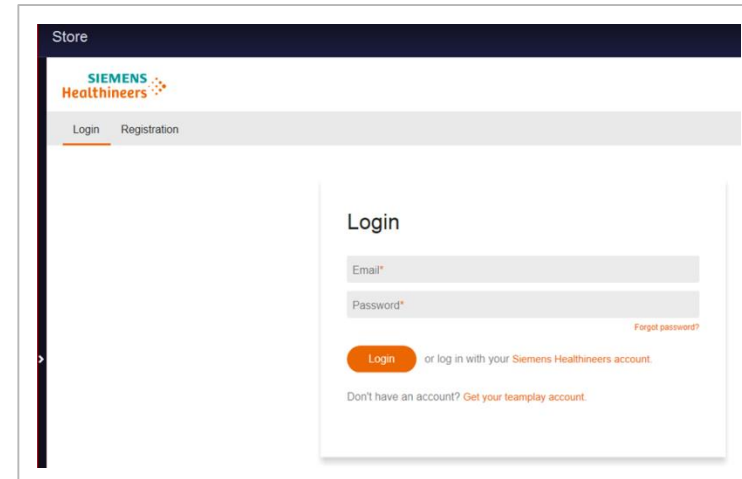 Store
SIEMENS
Healthineers
Login Registration
Login
Email*
Password*
Forgot password?
Login or log in with your Siemens Healthineers account.
Don't have an account? Get your teamplay account.